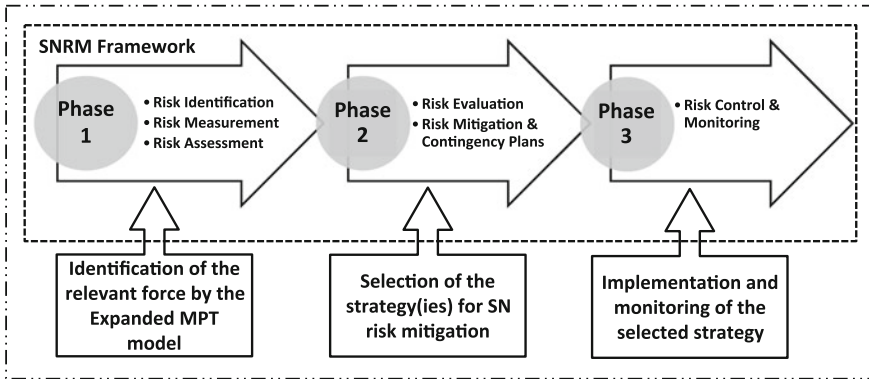 SNRM Framework
Phase
1
• Risk Identification
• Risk Measurement
• Risk Assessment
Phase
2
• Risk Evaluation
• Risk Mitigation &
Contingency Plans
Phase
3
• Risk Control &
Monitoring
Identification of the
relevant force by the
Expanded MPT
model
Selection of the
strategy(ies) for SN
risk mitigation
Implementation and
monitoring of the
selected strategy